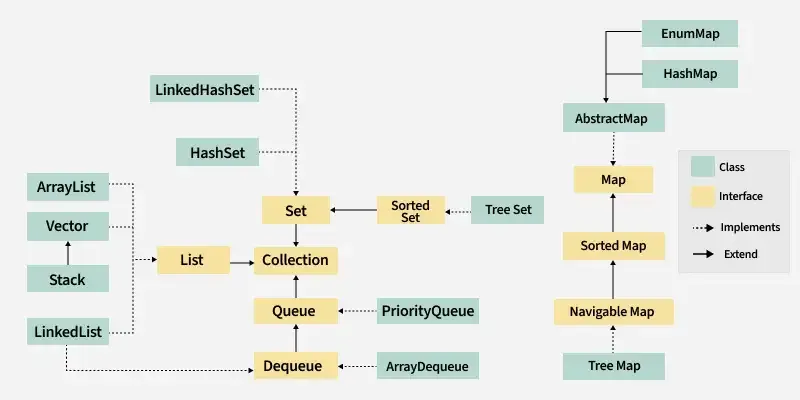 EnumMap
HashMap
LinkedHashSet
AbstractMap
HashSet
Class
ArrayList
Map
Interface
Set
Sorted
Set
Tree Set
Vector
Implements
List
Collection
Sorted Map
Extend
Stack
Queue
PriorityQueue
Navigable Map
LinkedList
Dequeue
ArrayDequeue
Tree Map